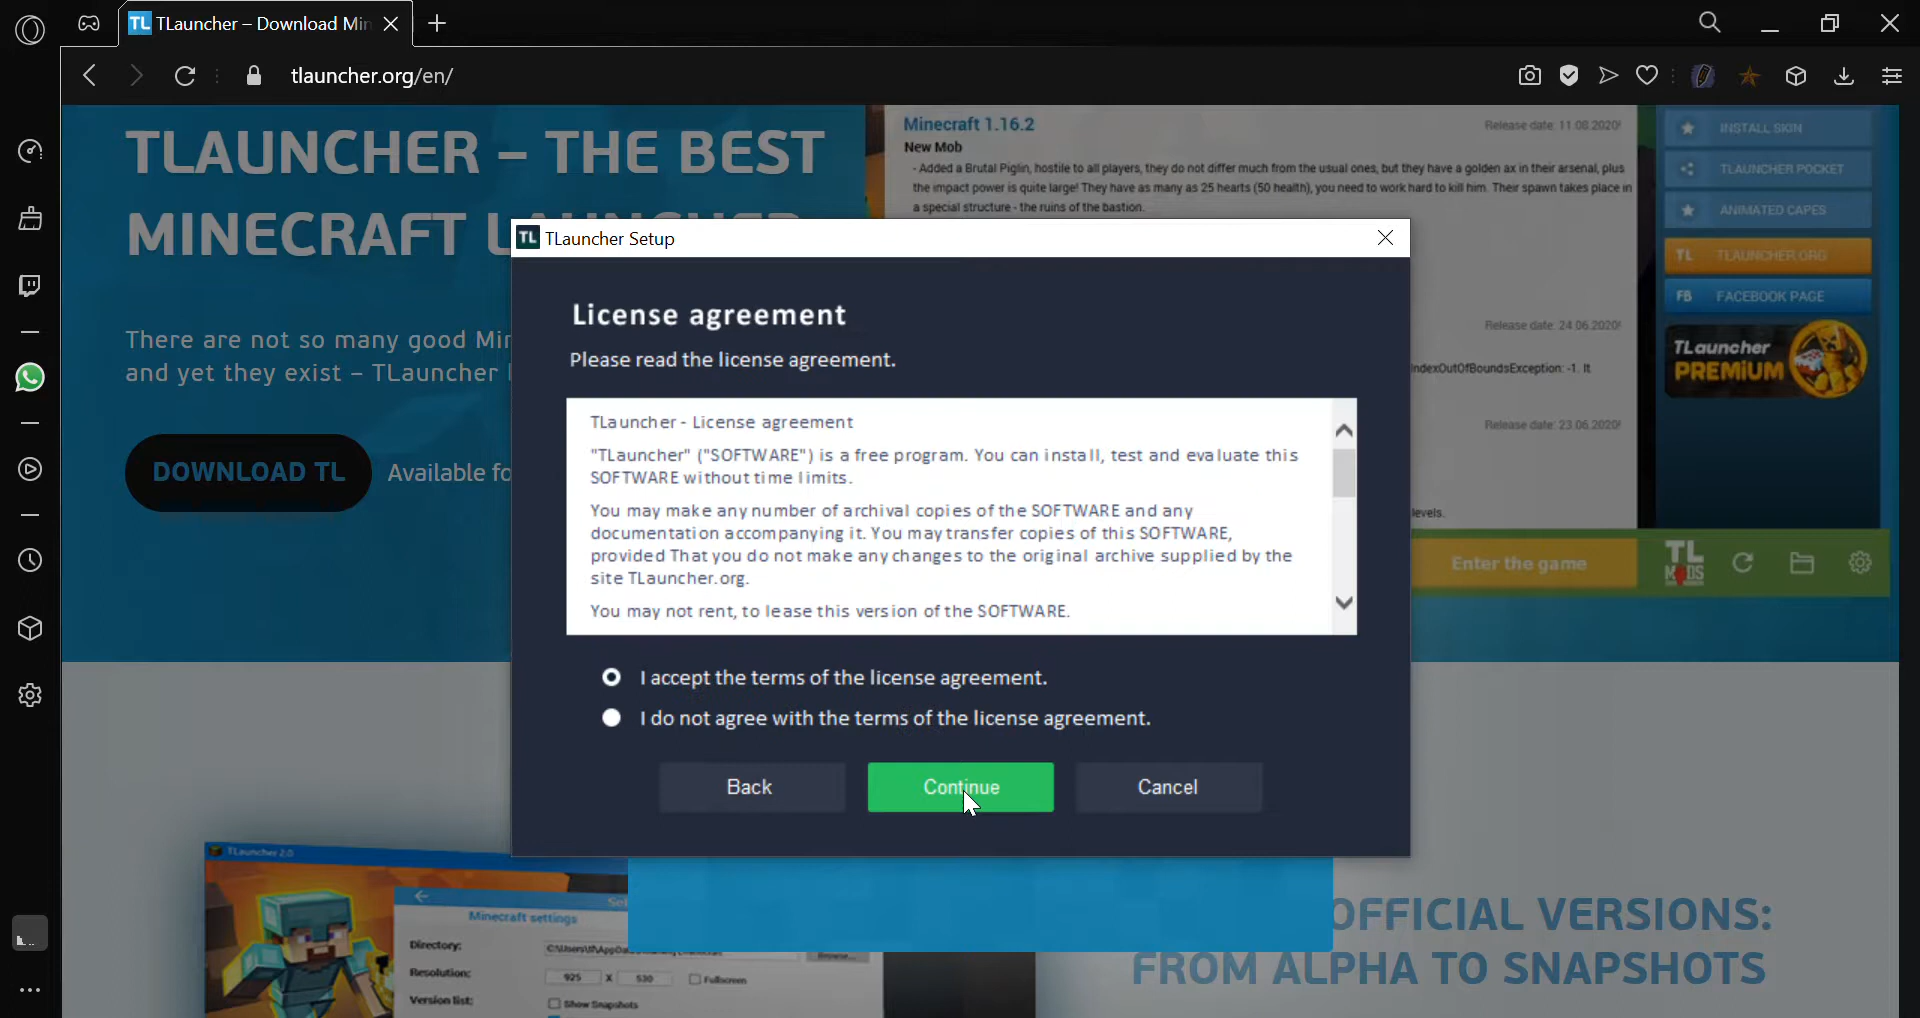 TL TLauncher – Download Min
tlauncher.org/en/
TLAUNCHER – THE BEST
MINECRAFT LAUNCHER
There are not so many good Mi
and yet they exist – TLauncher
DOWNLOAD TL
Available fo
Minecraft 1.16.2
Release date: 11.08.2020!
New Mob
- Added a Brutal Piglin, hostile to all players, they do not differ much from the usual ones, but they have a golden ax in their arsenal, plus
the impact power is quite large! They have as many as 25 hearts (50 health), you need to work hard to kill him. Their spawn takes place in
a special structure - the ruins of the bastion.
Release date: 24.06.2020!
IndexOutOfBoundsException: -1. It
Release date: 23.06.2020!
levels.
INSTALL SKIN
TLAUNCHER POCKET
ANIMATED CAPES
TL TLAUNCHER.ORG
FB FACEBOOK PAGE
TLauncher
PREMIUM
Enter the game
TL
MODS
TL TLauncher Setup
License agreement
Please read the license agreement.
TLauncher - License agreement
"TLauncher" ("SOFTWARE") is a free program. You can install, test and evaluate this
SOFTWARE without time limits.
You may make any number of archival copies of the SOFTWARE and any
documentation accompanying it. You may transfer copies of this SOFTWARE,
provided That you do not make any changes to the original archive supplied by the
site TLauncher.org.
You may not rent, to lease this version of the SOFTWARE.
I accept the terms of the license agreement.
I do not agree with the terms of the license agreement.
Back
Continue
Cancel
TLauncher 2.0
Minecraft settings
Directory:
Browse...
Resolution:
925 X 530
Fullscreen
Version list:
Show Snapshots
OFFICIAL VERSIONS:
FROM ALPHA TO SNAPSHOTS